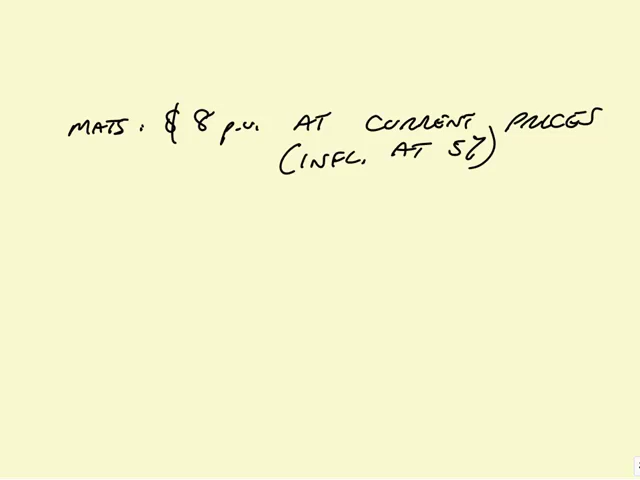 MATS. $8 p.u. AT CURRENT PRICES
(INFL. AT 5%)